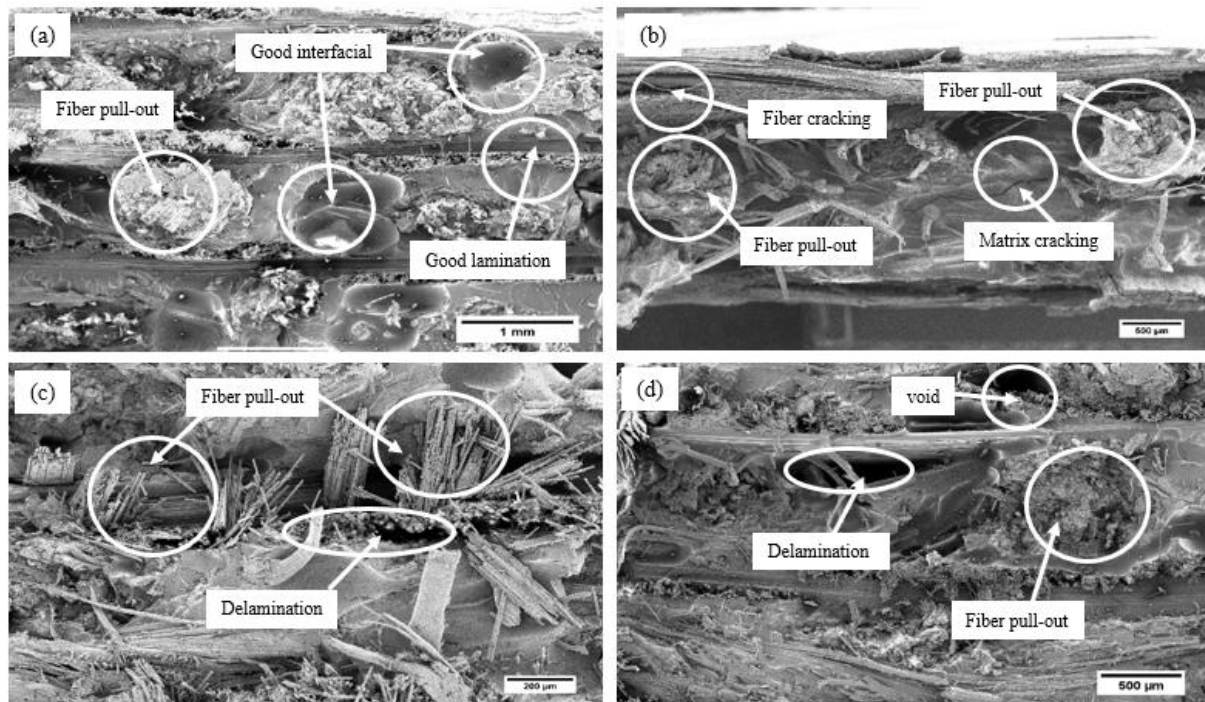 (a)
Good interfacial
Fiber pull-out
Good lamination
1 mm
(b)
Fiber pull-out
Fiber cracking
Fiber pull-out
Matrix cracking
500 µm
(c)
Fiber pull-out
Delamination
200 µm
(d)
void
Delamination
Fiber pull-out
500 µm